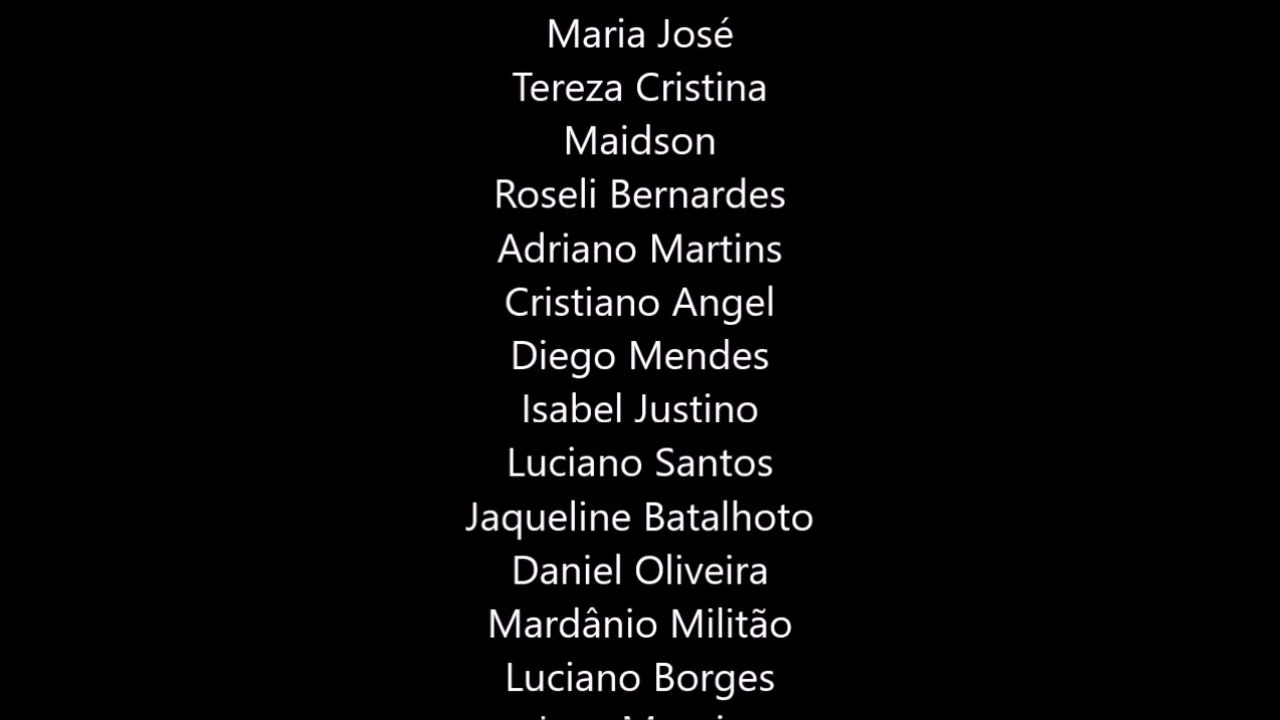 Maria José
Tereza Cristina
Maidson
Roseli Bernardes
Adriano Martins
Cristiano Angel
Diego Mendes
Isabel Justino
Luciano Santos
Jaqueline Batalhoto
Daniel Oliveira
Mardânio Militão
Luciano Borges